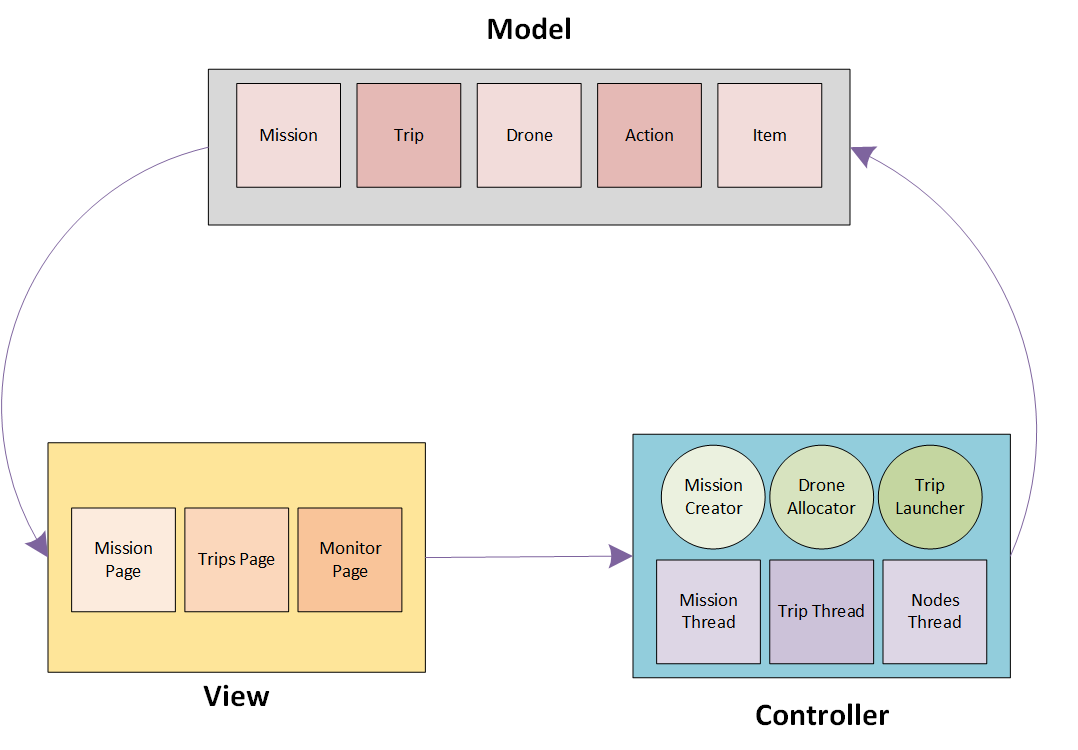 Model
Mission
Trip
Drone
Action
Item
Mission
Page
Trips Page
Monitor
Page
View
Mission
Creator
Drone
Allocator
Trip
Launcher
Mission
Thread
Trip Thread
Nodes
Thread
Controller